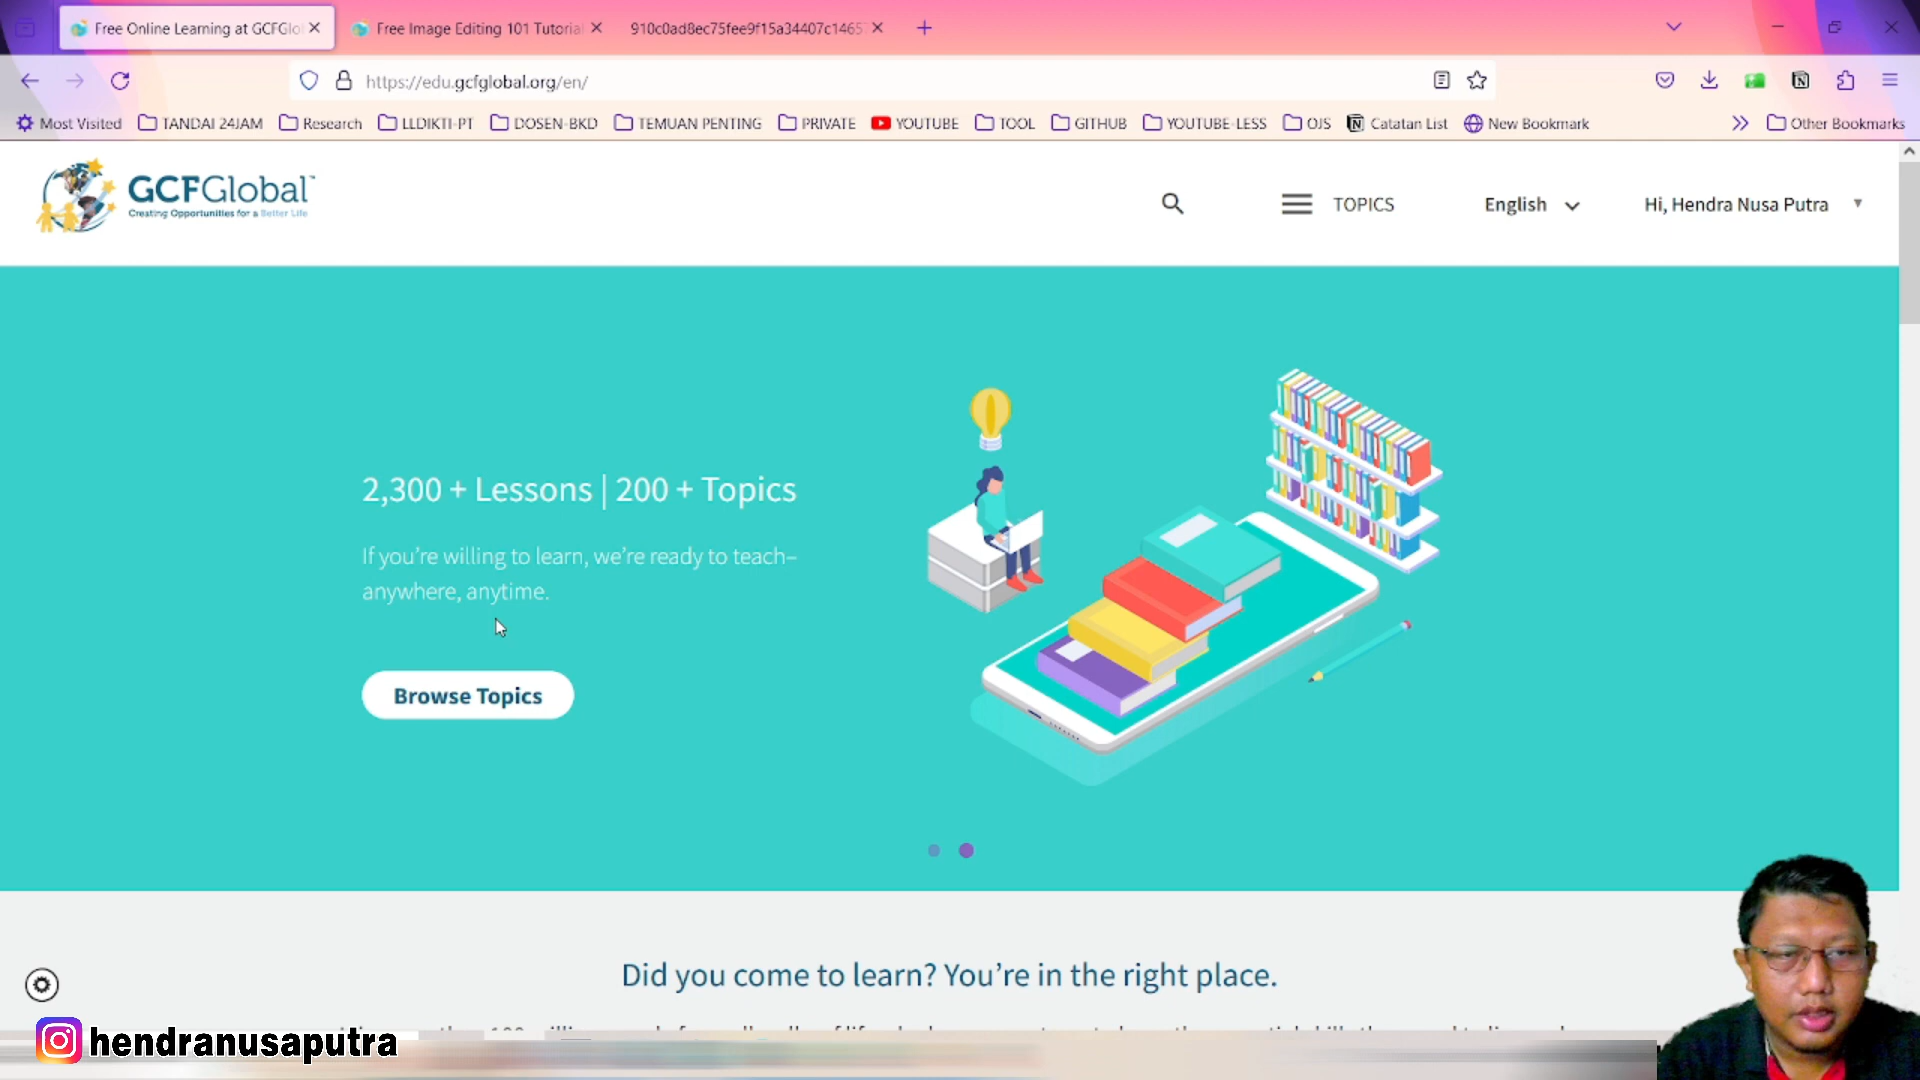 Free Online Learning at GCFGlo
Free Image Editing 101 Tutorial
910c0ad8ec75fee9f15a34407c1465
https://edu.gcfglobal.org/en/
Most Visited TANDAI 24JAM Research LLDIKTI-PT DOSEN-BKD TEMUAN PENTING PRIVATE YOUTUBE TOOL GITHUB YOUTUBE-LESS OJS Catatan List New Bookmark Other Bookmarks
GCFGlobal™
Creating Opportunities for a Better Life
TOPICS English Hi, Hendra Nusa Putra
2,300 + Lessons | 200 + Topics
If you're willing to learn, we're ready to teach–
anywhere, anytime.
Browse Topics
Did you come to learn? You're in the right place.
hendranusaputra